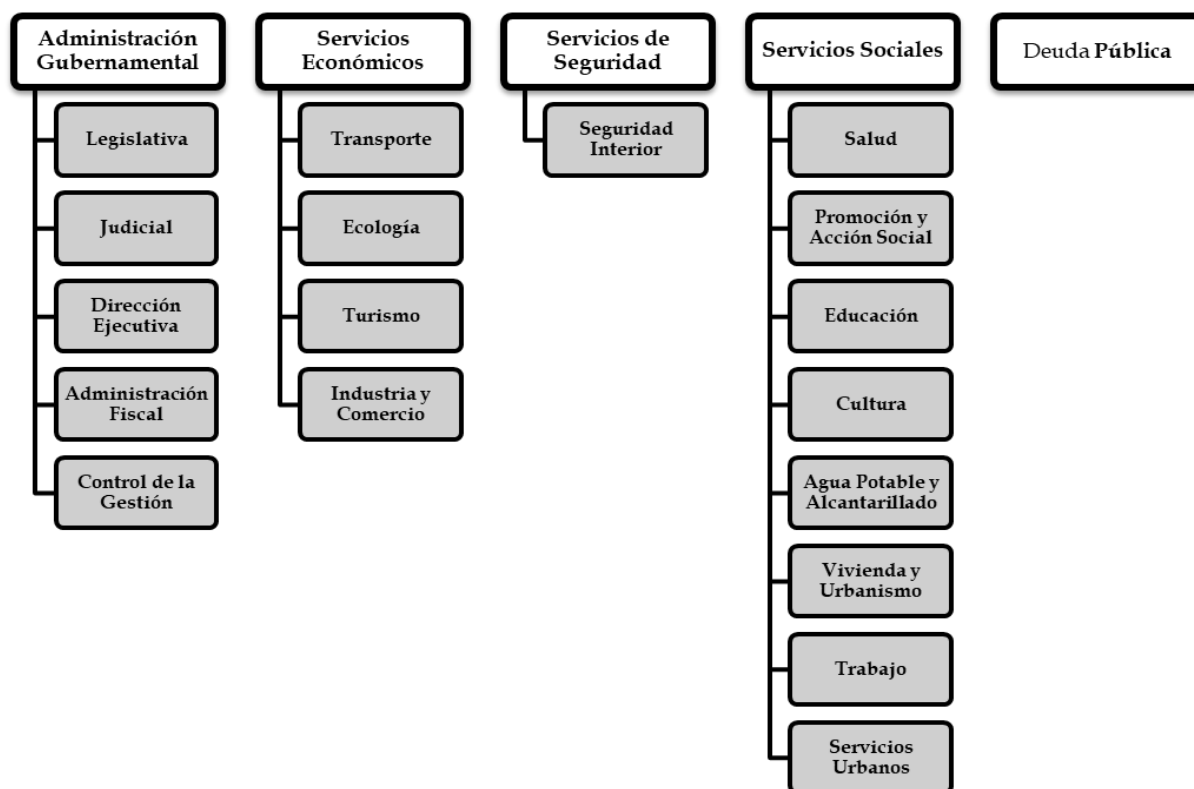 Administración
Gubernamental
Legislativa
Judicial
Dirección
Ejecutiva
Administración
Fiscal
Control de la
Gestión
Servicios
Económicos
Transporte
Ecología
Turismo
Industria y
Comercio
Servicios de
Seguridad
Seguridad
Interior
Servicios Sociales
Salud
Promoción y
Acción Social
Educación
Cultura
Agua Potable y
Alcantarillado
Vivienda y
Urbanismo
Trabajo
Servicios
Urbanos
Deuda Pública